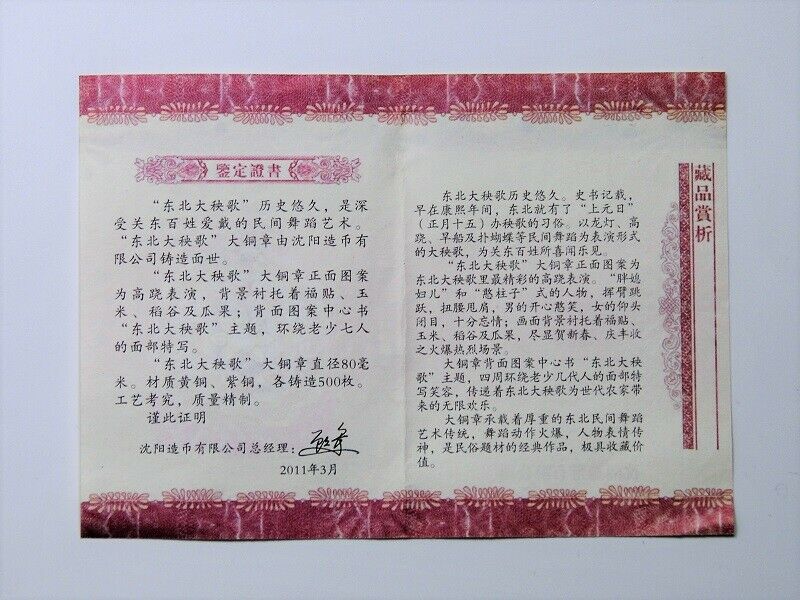 鉴定證書
“东北大秧歌”历史悠久，是深
受关东百姓爱戴的民间舞蹈艺术。
“东北大秧歌”大铜章由沈阳造币有
限公司铸造面世。
“东北大秧歌”大铜章正面图案
为高跷表演，背景衬托着福贴、玉
米、稻谷及瓜果；背面图案中心书
“东北大秧歌”主题，环绕老少七人
的面部特写。
“东北大秧歌”大铜章直径80毫
米。材质黄铜、紫铜，各铸造500枚。
工艺考究，质量精制。
谨此证明
沈阳造币有限公司总经理：
2011年3月
藏品赏析
东北大秧歌历史悠久。史书记载，
早在康熙年间，东北就有了“上元日”
（正月十五）办秧歌的习俗。以龙灯、高
跷、旱船及扑蝴蝶等民间舞蹈为表演形式
的大秧歌，为关东百姓所喜闻乐见。
“东北大秧歌”大铜章正面图案为
东北大秧歌里最精彩的高跷表演。“胖媳
妇儿”和“憨柱子”式的人物，挥臂跳
跃，扭腰甩肩，男的开心憨笑，女的仰头
闭目，十分忘情；画面背景衬托着福贴、
玉米、稻谷及瓜果，尽显贺新春、庆丰收
之火爆热烈场景。
大铜章背面图案中心书“东北大秧
歌”主题，四周环绕老少几代人的面部特
写笑容，传递着东北大秧歌为世代农家带
来的无限欢乐。
大铜章承载着厚重的东北民间舞蹈
艺术传统，舞蹈动作火爆，人物表情传
神，是民俗题材的经典作品，极具收藏价
值。